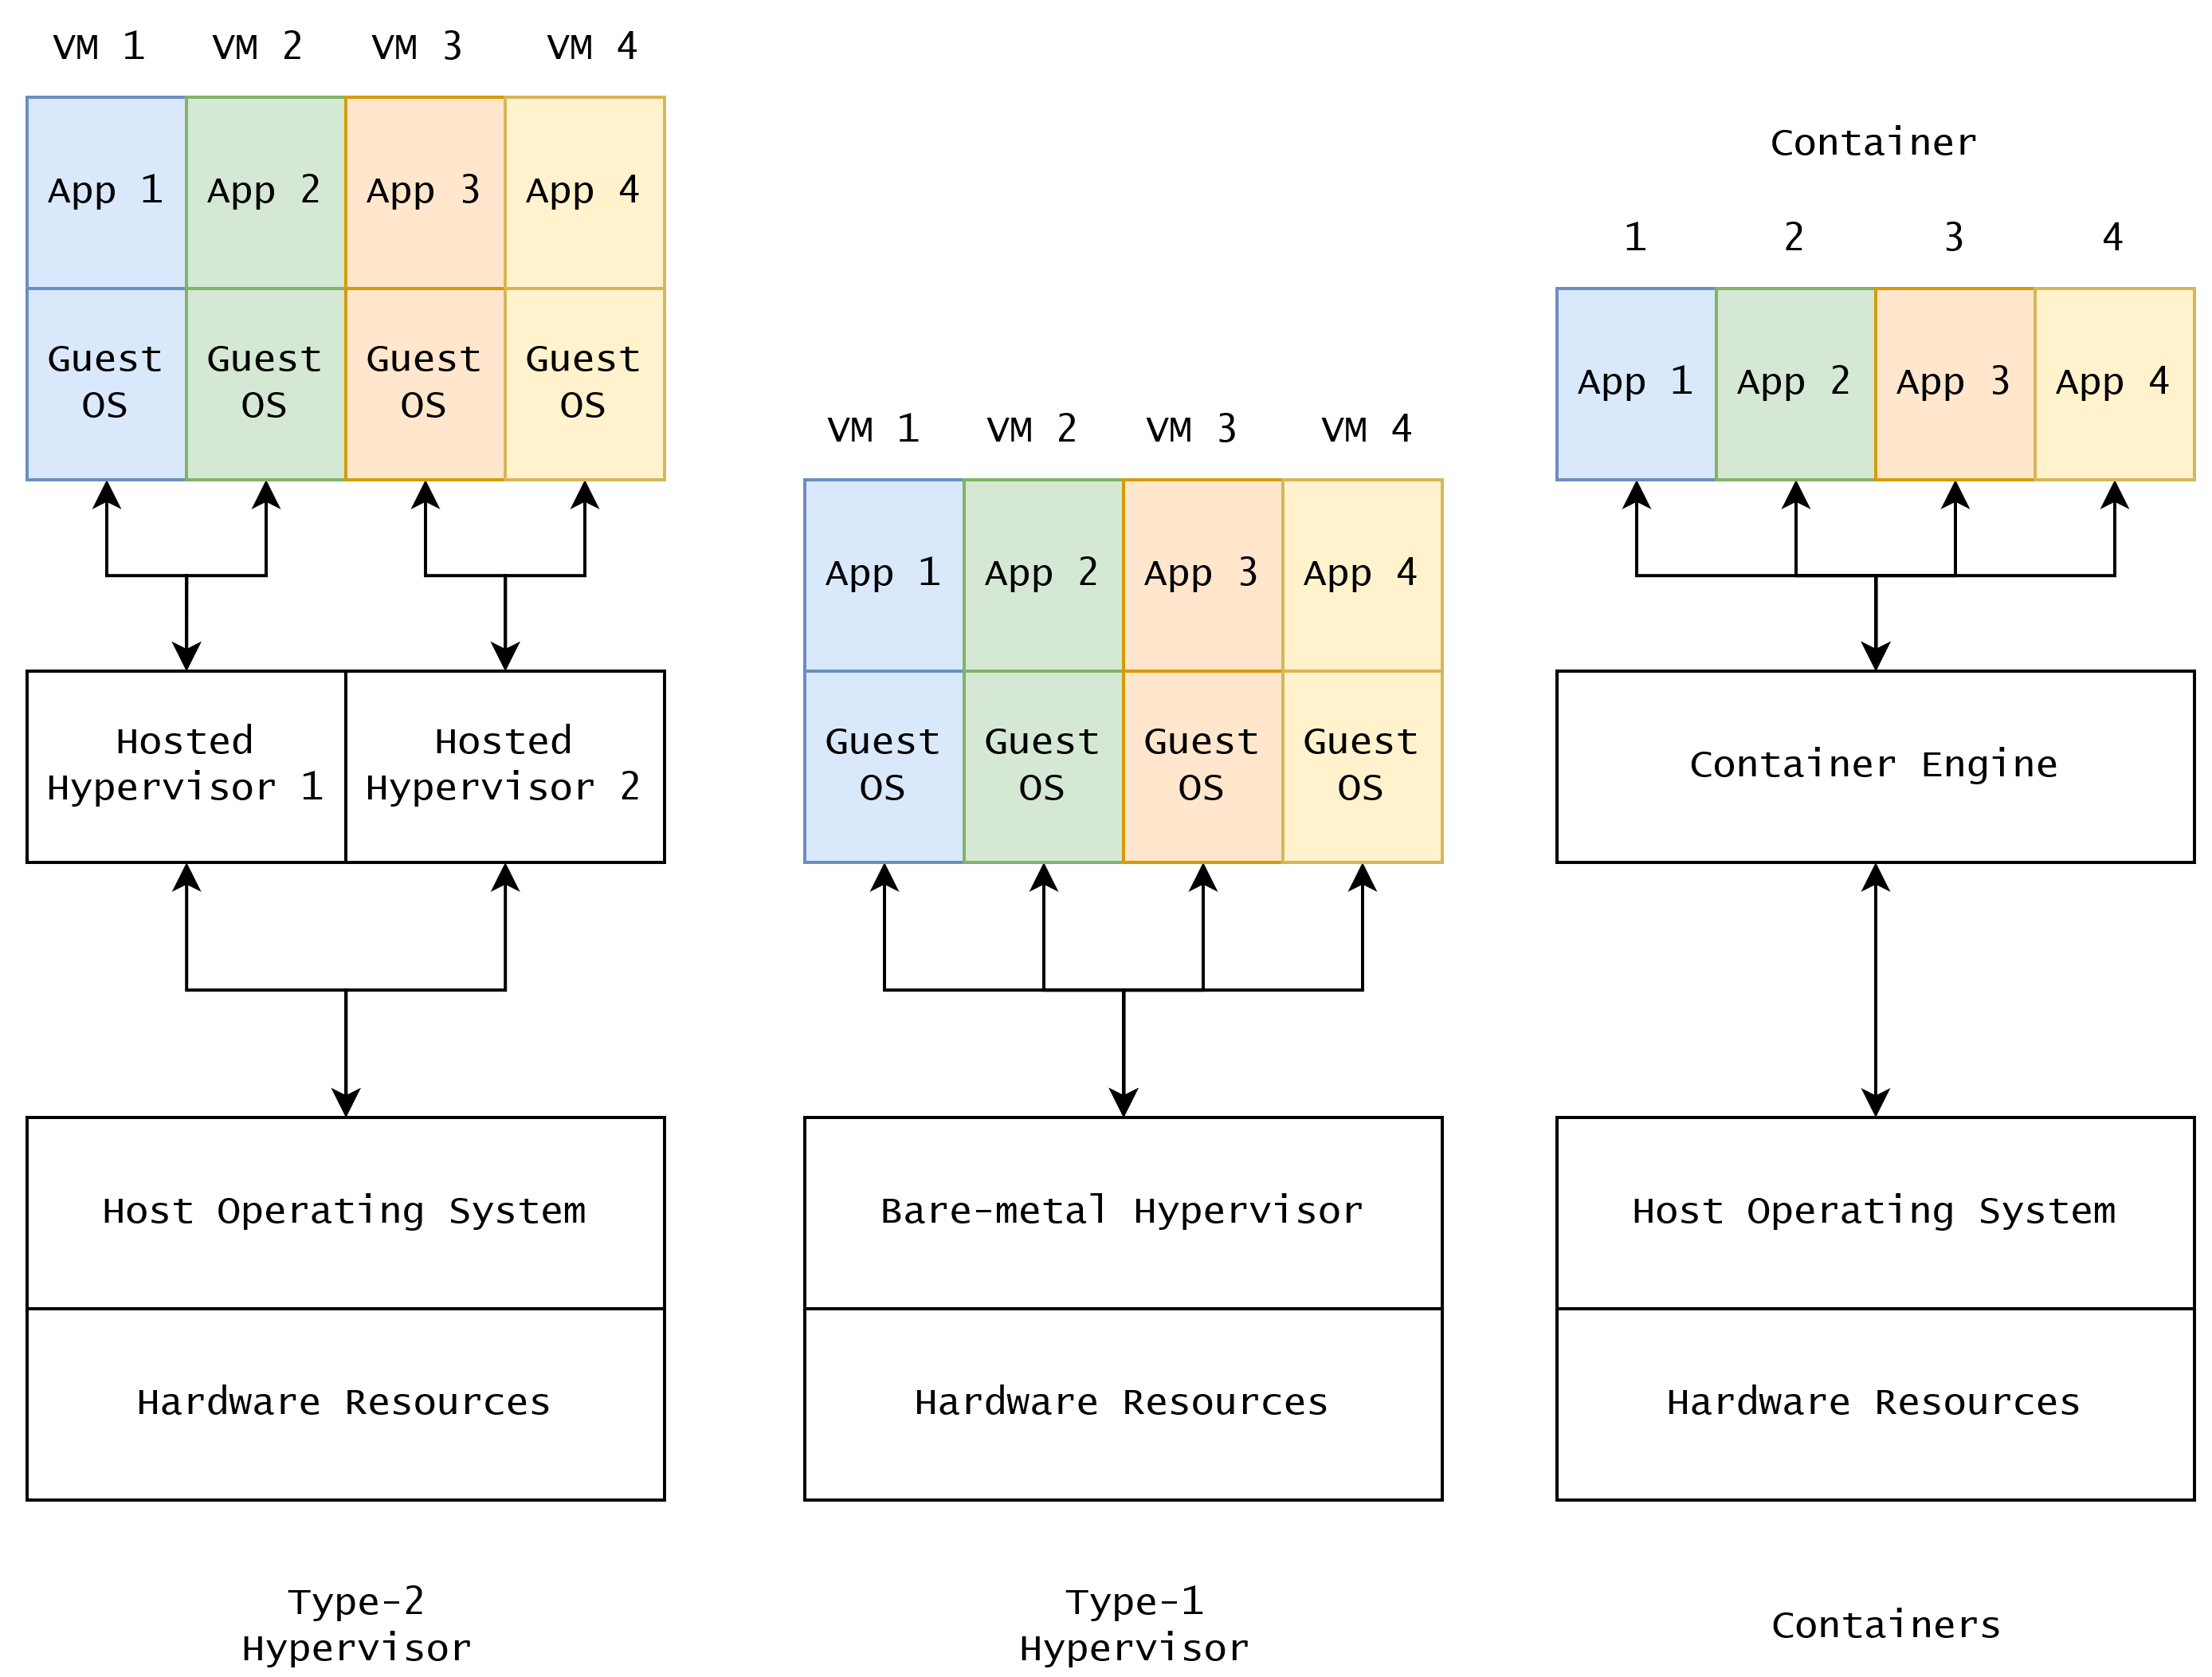 VM 1 VM 2 VM 3 VM 4
App 1 App 2 App 3 App 4
Guest Guest Guest Guest
OS OS OS OS
Hosted Hosted
Hypervisor 1 Hypervisor 2
Host Operating System
Hardware Resources
Type-2
Hypervisor
VM 1 VM 2 VM 3 VM 4
App 1 App 2 App 3 App 4
Guest Guest Guest Guest
OS OS OS OS
Bare-metal Hypervisor
Hardware Resources
Type-1
Hypervisor
Container
1 2 3 4
App 1 App 2 App 3 App 4
Container Engine
Host Operating System
Hardware Resources
Containers